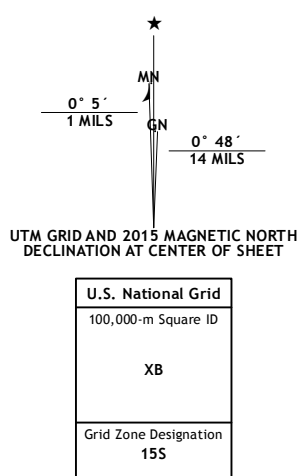 MN
0° 5´
1 MILS
GN
0° 48´
14 MILS
UTM GRID AND 2015 MAGNETIC NORTH
DECLINATION AT CENTER OF SHEET
U.S. National Grid
100,000-m Square ID
XB
Grid Zone Designation
15S